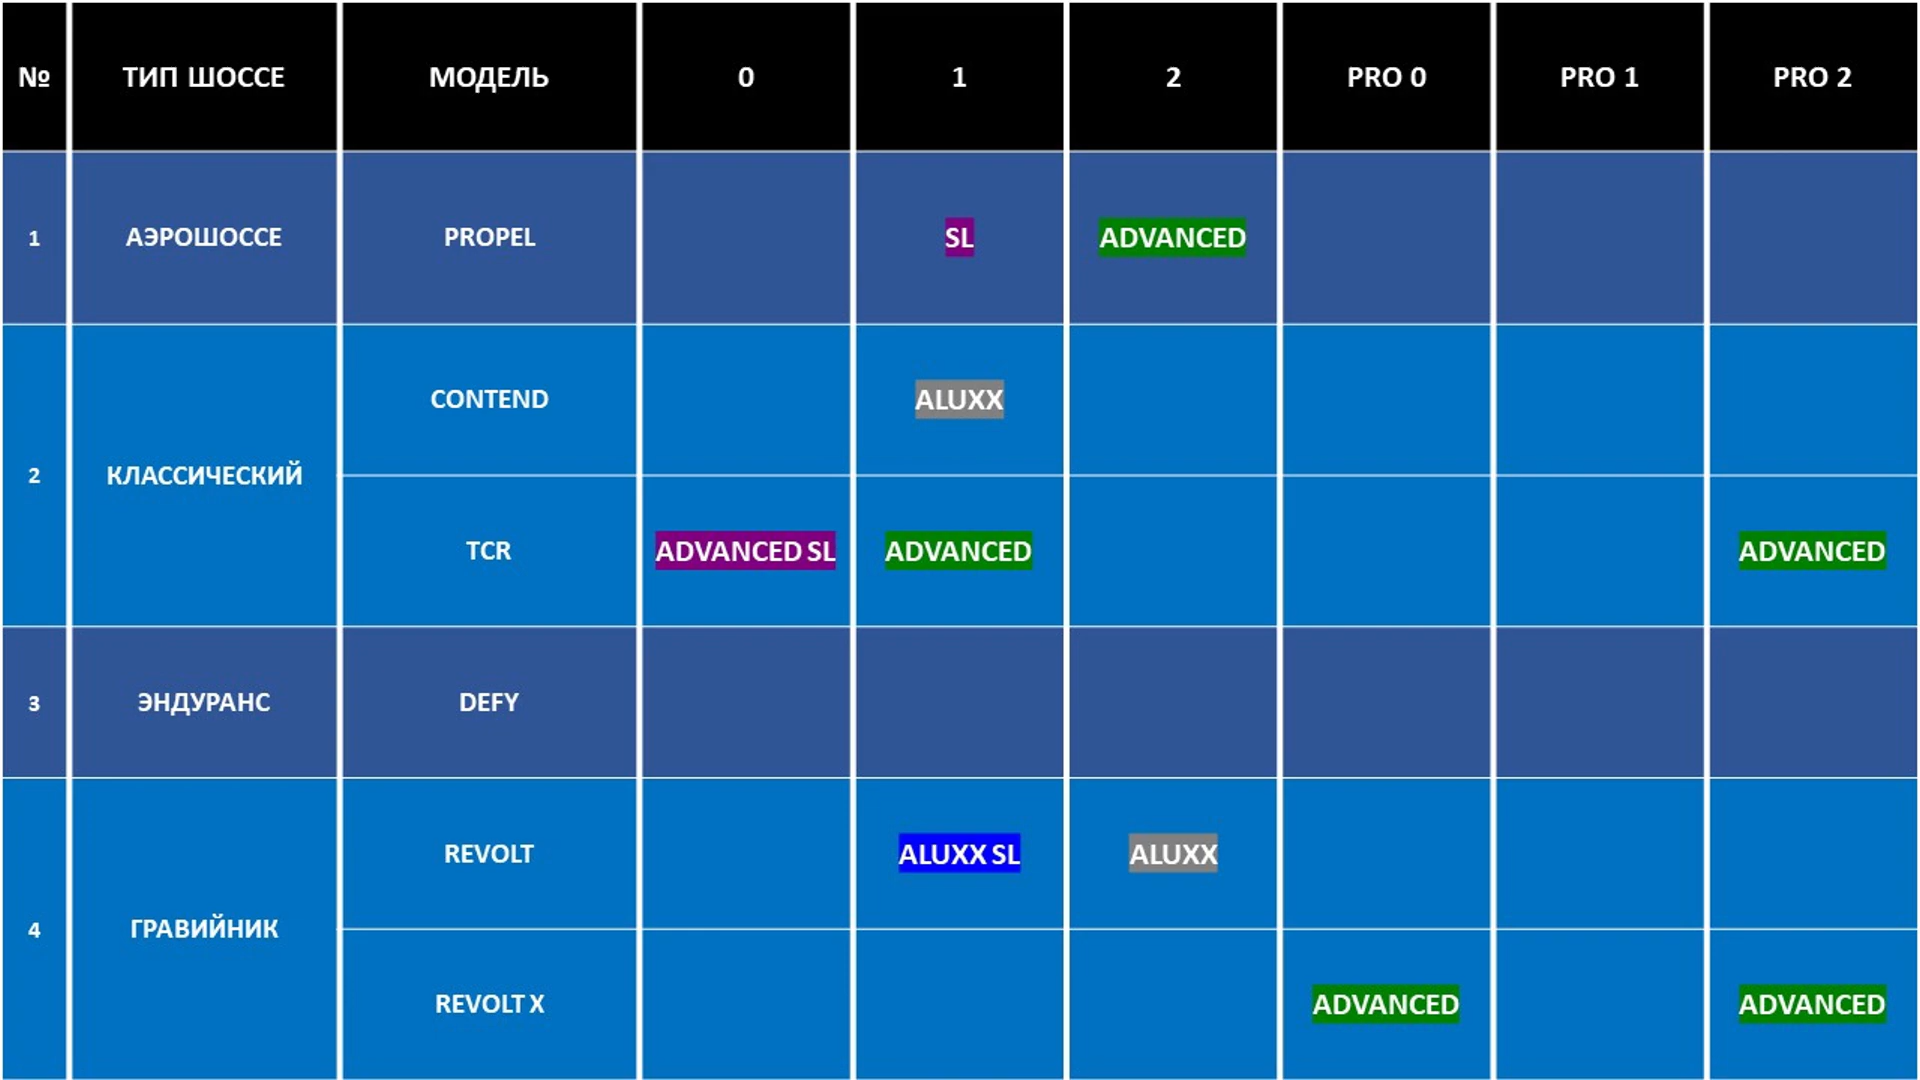 № ТИП ШОССЕ МОДЕЛЬ 0 1 2 PRO 0 PRO 1 PRO 2
1 АЭРОШОССЕ PROPEL SL ADVANCED
CONTEND ALUXX
2 КЛАССИЧЕСКИЙ
TCR ADVANCED SL ADVANCED ADVANCED
3 ЭНДУРАНС DEFY
REVOLT ALUXX SL ALUXX
4 ГРАВИЙНИК
REVOLT X ADVANCED ADVANCED